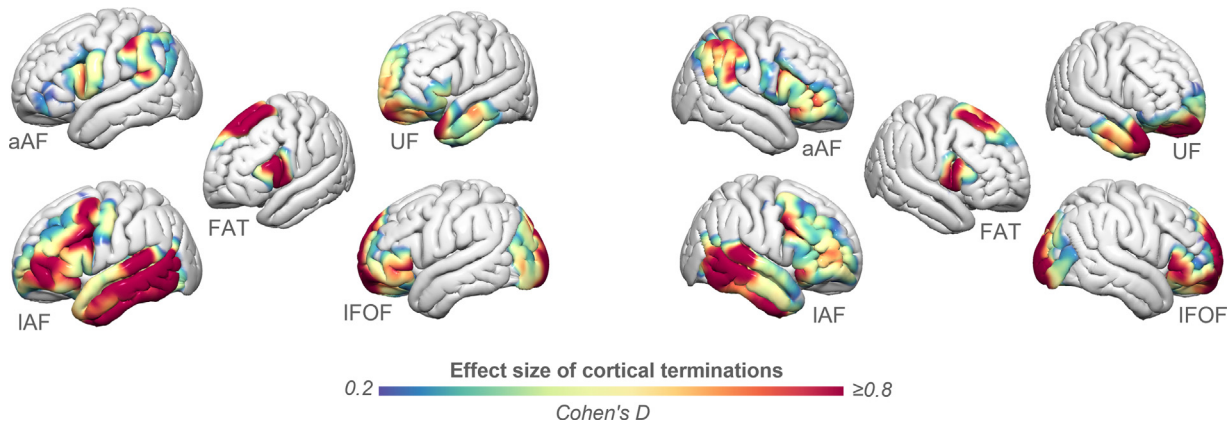 aAF
UF
aAF
UF
FAT
FAT
lAF
IFOF
lAF
IFOF
Effect size of cortical terminations
0.2
≥0.8
Cohen's D